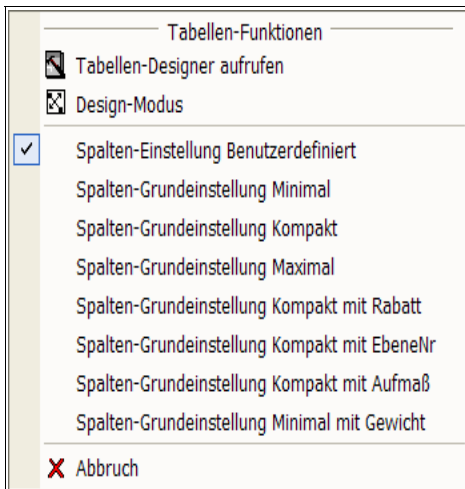 Tabellen-Funktionen
Tabellen-Designer aufrufen
Design-Modus
Spalten-Einstellung Benutzerdefiniert
Spalten-Grundeinstellung Minimal
Spalten-Grundeinstellung Kompakt
Spalten-Grundeinstellung Maximal
Spalten-Grundeinstellung Kompakt mit Rabatt
Spalten-Grundeinstellung Kompakt mit EbeneNr
Spalten-Grundeinstellung Kompakt mit Aufmaß
Spalten-Grundeinstellung Minimal mit Gewicht
Abbruch